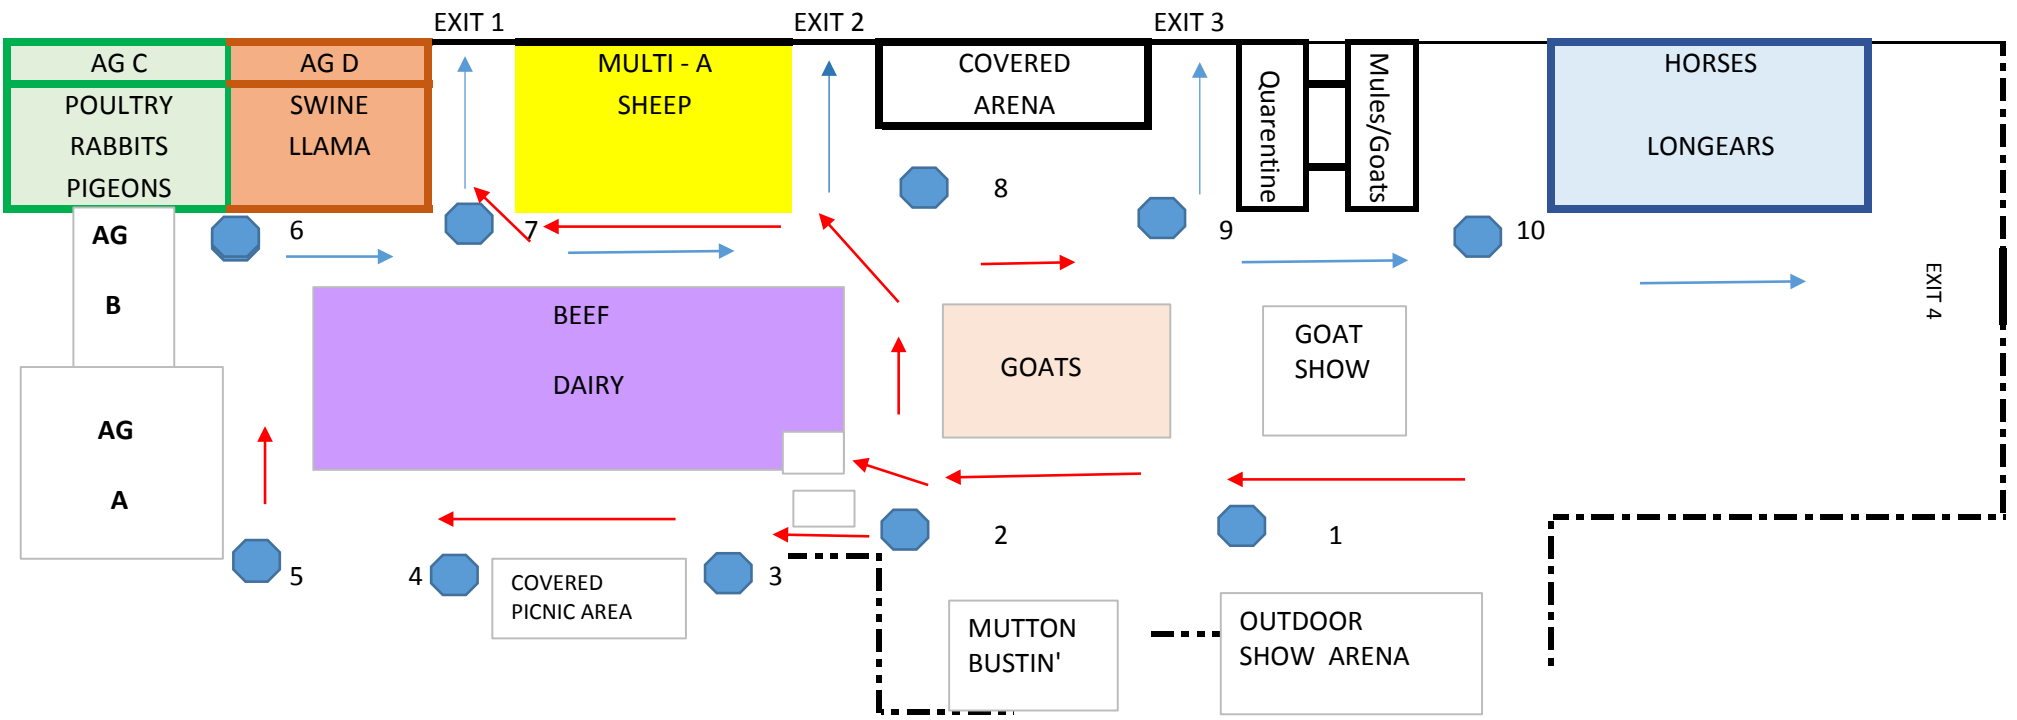 EXIT 1
EXIT 2
EXIT 3
AG C
AG D
MULTI - A
COVERED
HORSES
POULTRY
SWINE
SHEEP
ARENA
Quarentine
Mules/Goats
RABBITS
LLAMA
LONGEARS
PIGEONS
8
AG
6
7
9
10
B
BEEF
EXIT 4
GOAT
SHOW
GOATS
DAIRY
AG
A
2
1
5
4
COVERED
PICNIC AREA
3
MUTTON
BUSTIN'
OUTDOOR
SHOW ARENA